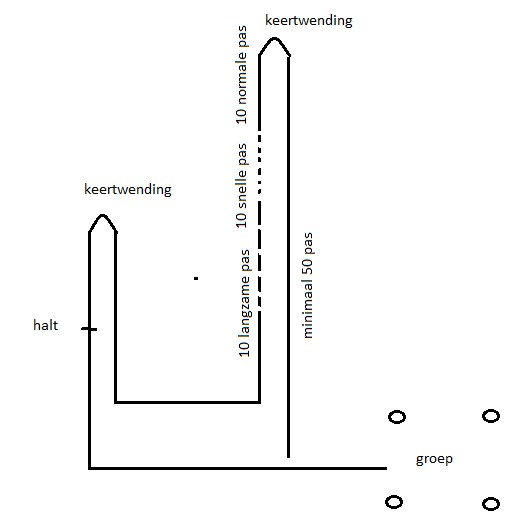 keertwending
10 normale pas
keertwending
10 snelle pas
minimaal 50 pas
10 langzame pas
halt
groep